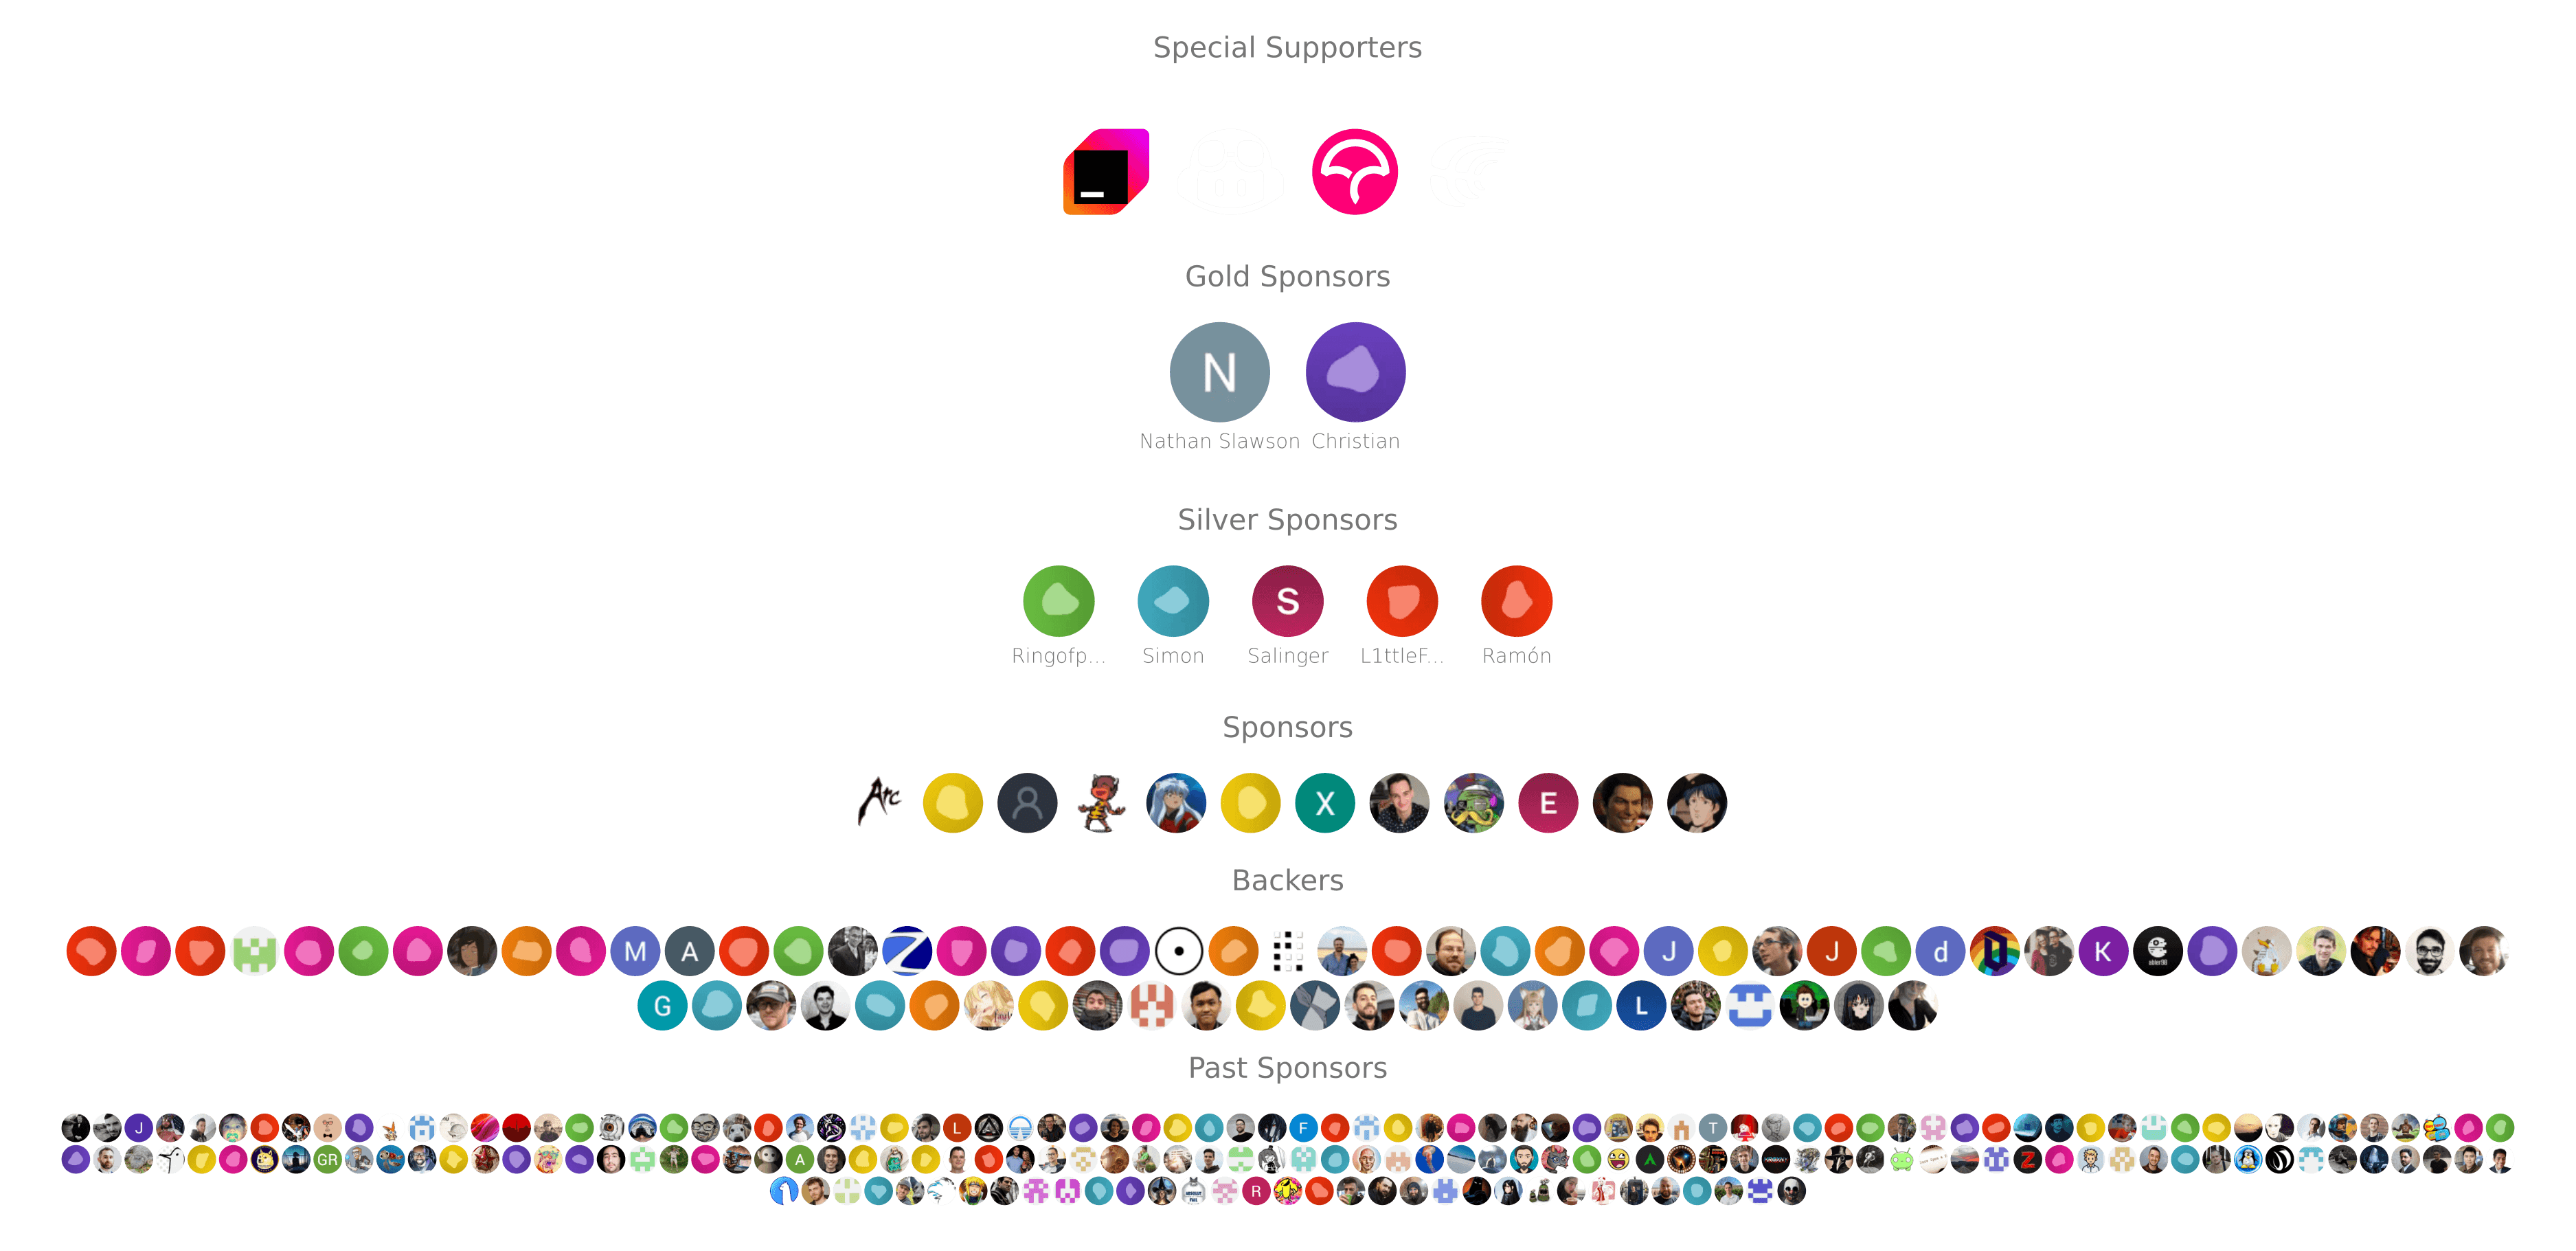 Special Supporters
Gold Sponsors
N
Nathan Slawson Christian
Silver Sponsors
S
Ringofp... Simon Salinger L1ttleF... Ramón
Sponsors
Arc X E
Backers
M A J J d K
G L
Past Sponsors
J L F T
GR A
R